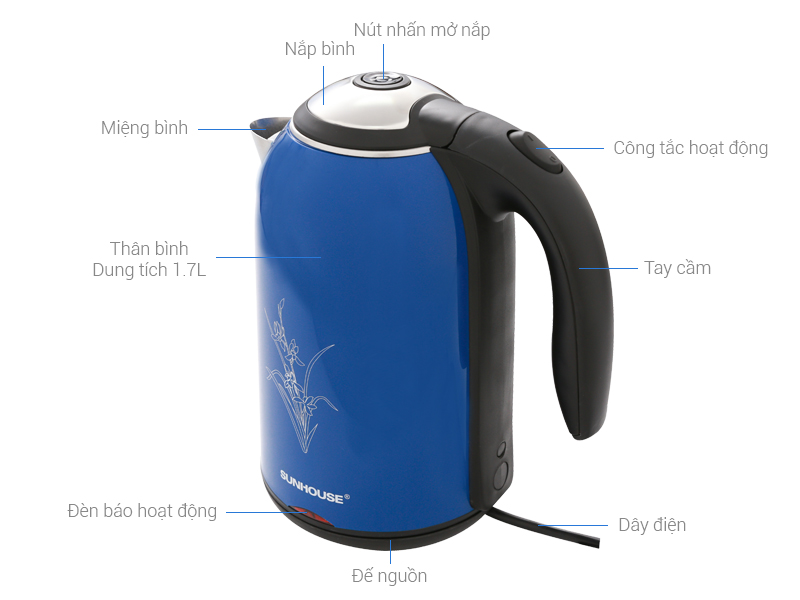 Nút nhấn mở nắp
Nắp bình
Miệng bình
Công tắc hoạt động
Thân bình
Dung tích 1.7L
Tay cầm
SUNHOUSE®
Đèn báo hoạt động
Dây điện
Đế nguồn